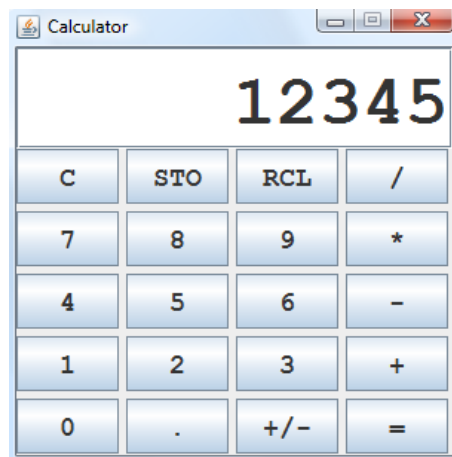 Calculator
12345
C STO RCL /
7 8 9 *
4 5 6 -
1 2 3 +
0 . +/- =